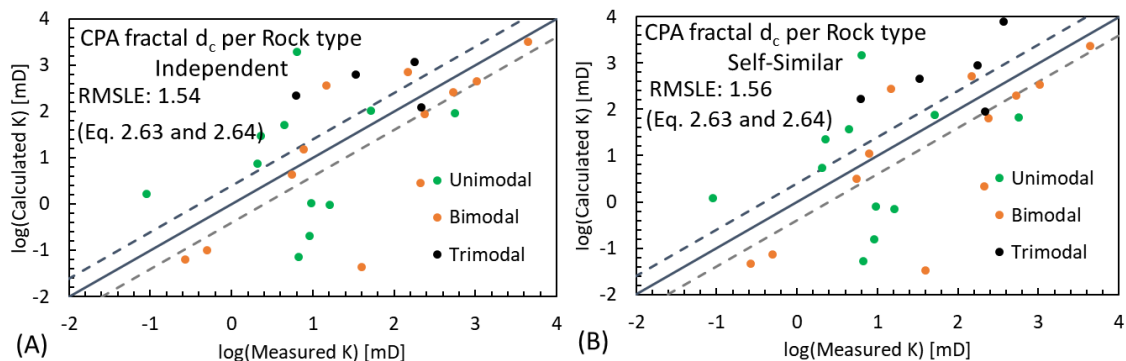 CPA fractal dc per Rock type
Independent
RMSLE: 1.54
(Eq. 2.63 and 2.64)
Unimodal
Bimodal
Trimodal
log(Calculated K) [mD]
4
3
2
1
0
-1
-2
-2 -1 0 1 2 3 4
log(Measured K) [mD]
(A)
CPA fractal dc per Rock type
Self-Similar
RMSLE: 1.56
(Eq. 2.63 and 2.64)
Unimodal
Bimodal
Trimodal
log(Calculated K) [mD]
4
3
2
1
0
-1
-2
-2 -1 0 1 2 3 4
log(Measured K) [mD]
(B)